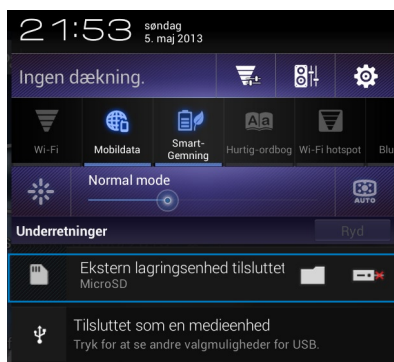 21:53 søndag
5. maj 2013
Ingen dækning.
Wi-Fi Mobildata Smart-
Gemning Hurtig-ordbog Wi-Fi hotspot Blu
Normal mode
AUTO
Underretninger Ryd
Ekstern lagringsenhed tilsluttet
MicroSD
Tilsluttet som en medieenhed
Tryk for at se andre valgmuligheder for USB.